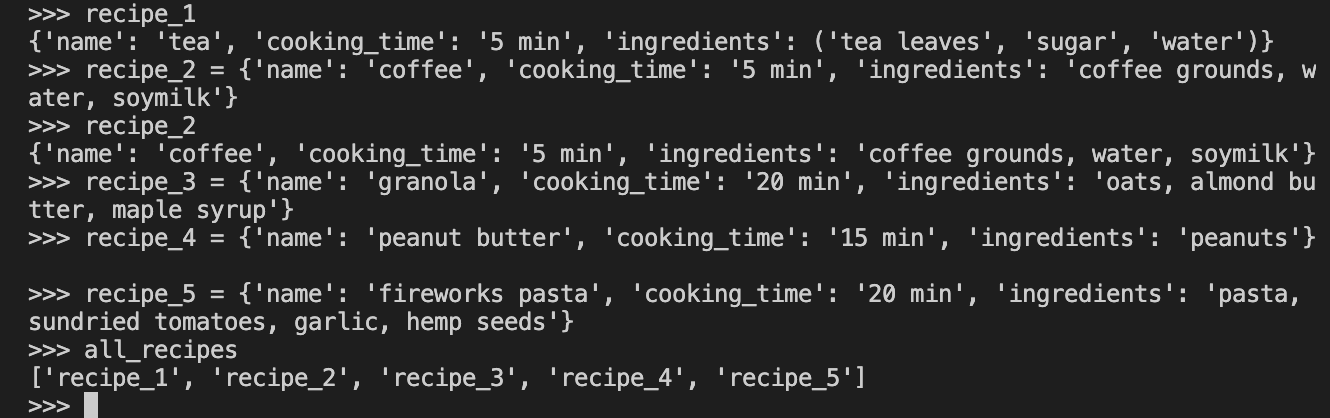 >>> recipe_1
{'name': 'tea', 'cooking_time': '5 min', 'ingredients': ('tea leaves', 'sugar', 'water')}
>>> recipe_2 = {'name': 'coffee', 'cooking_time': '5 min', 'ingredients': 'coffee grounds, w
ater, soymilk'}
>>> recipe_2
{'name': 'coffee', 'cooking_time': '5 min', 'ingredients': 'coffee grounds, water, soymilk'}
>>> recipe_3 = {'name': 'granola', 'cooking_time': '20 min', 'ingredients': 'oats, almond bu
tter, maple syrup'}
>>> recipe_4 = {'name': 'peanut butter', 'cooking_time': '15 min', 'ingredients': 'peanuts'}
>>> recipe_5 = {'name': 'fireworks pasta', 'cooking_time': '20 min', 'ingredients': 'pasta,
sundried tomatoes, garlic, hemp seeds'}
>>> all_recipes
['recipe_1', 'recipe_2', 'recipe_3', 'recipe_4', 'recipe_5']
>>>